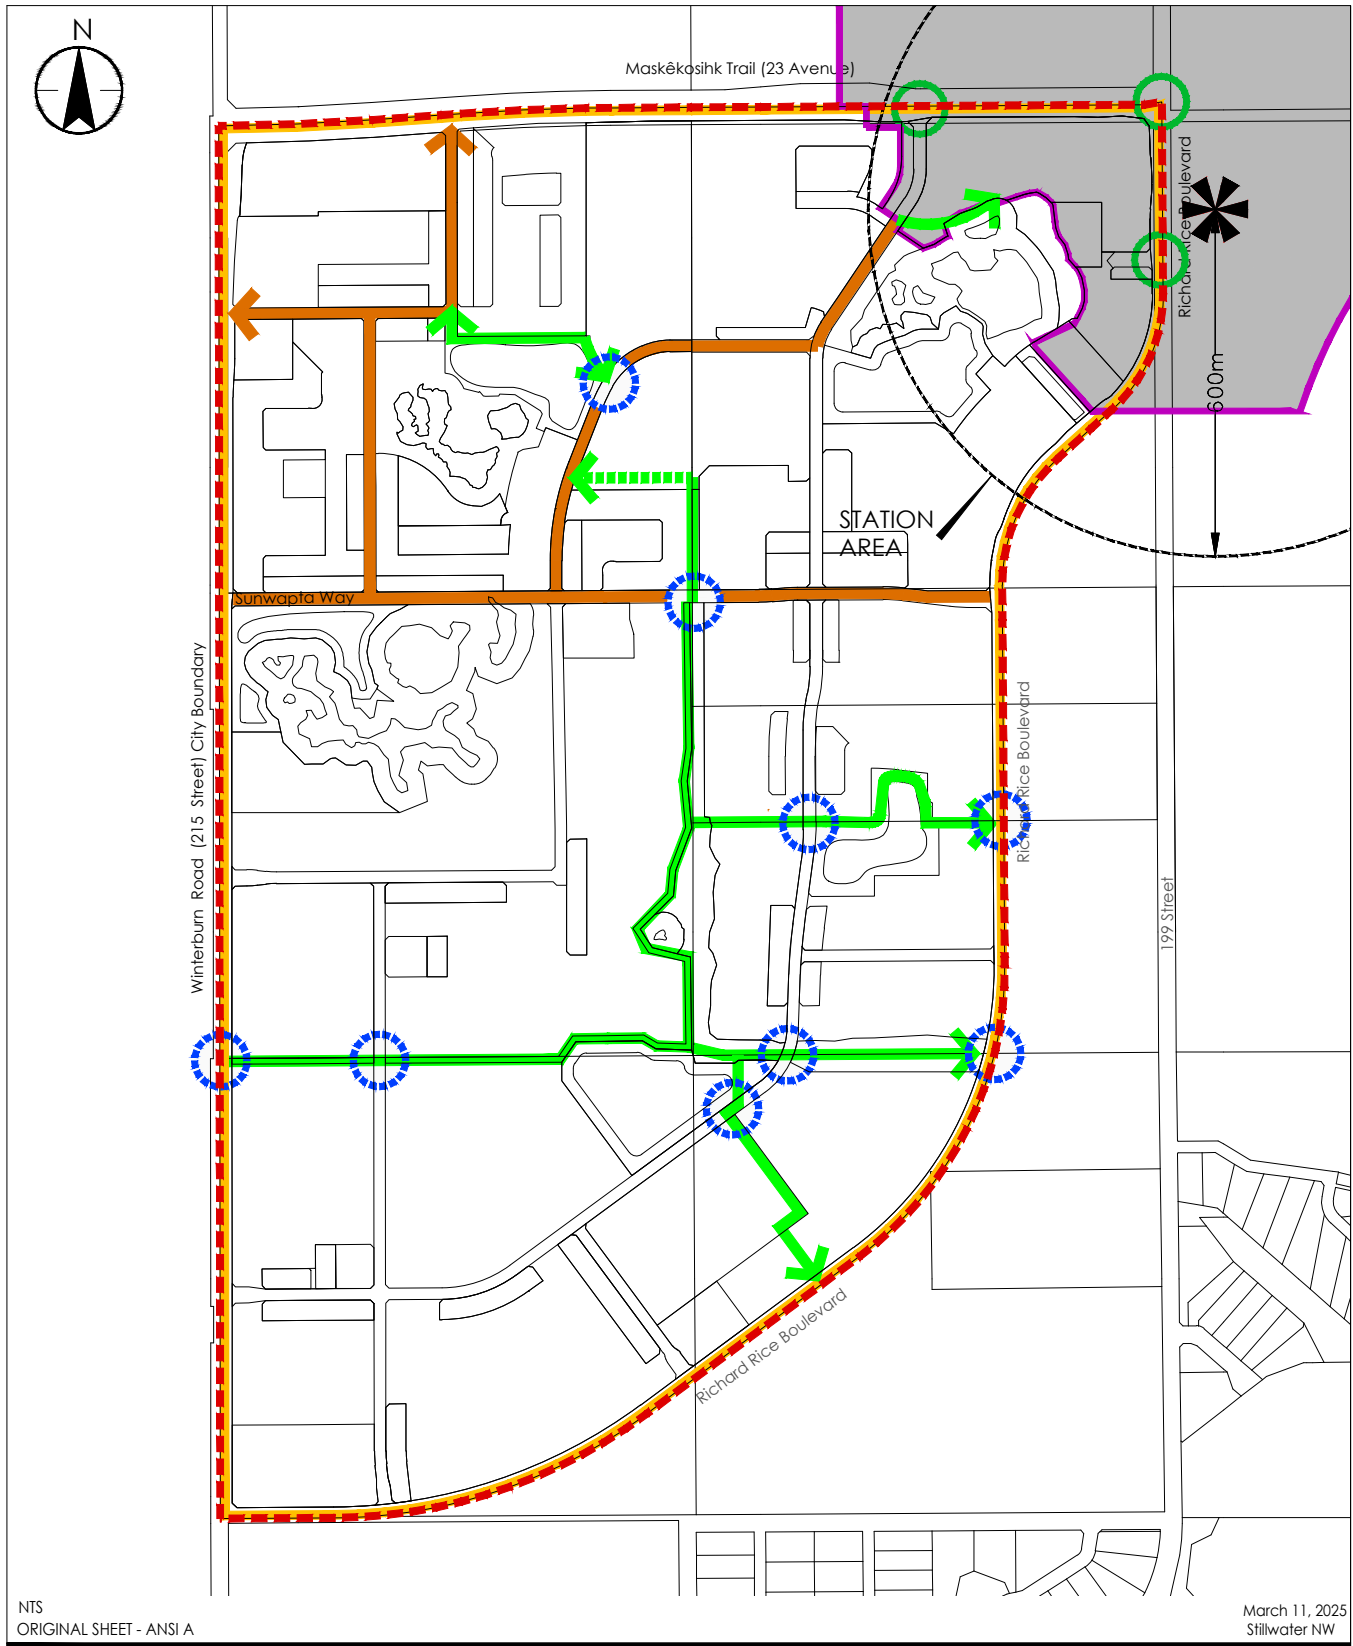 N
Maskêkosihk Trail (23 Avenue)
Richard Rice Boulevard
600m
STATION
AREA
Sunwapta Way
Winterburn Road (215 Street) City Boundary
Richard Rice Boulevard
199 Street
Richard Rice Boulevard
NTS
ORIGINAL SHEET - ANSI A
March 11, 2025
Stillwater NW